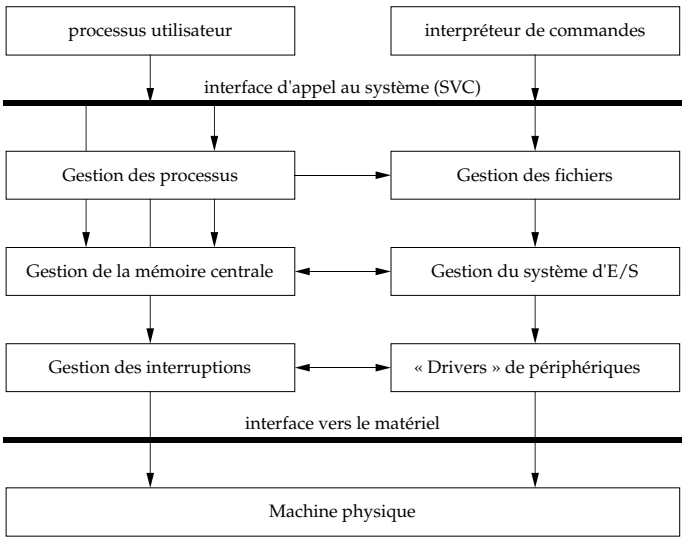 processus utilisateur
interpréteur de commandes
interface d'appel au système (SVC)
Gestion des processus
Gestion des fichiers
Gestion de la mémoire centrale
Gestion du système d'E/S
Gestion des interruptions
« Drivers » de périphériques
interface vers le matériel
Machine physique